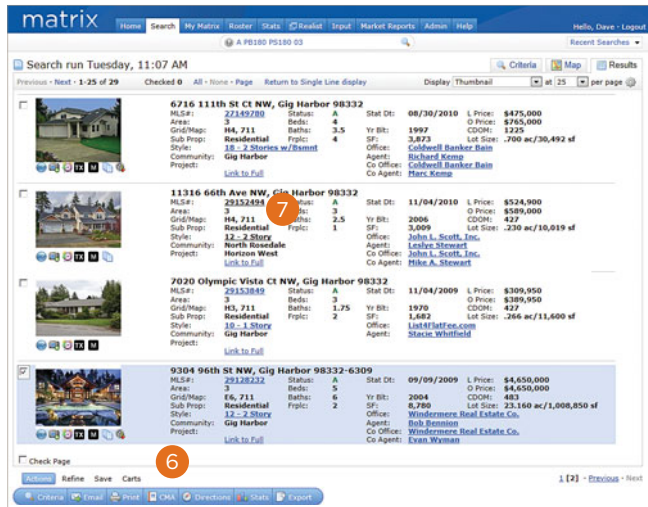 matrix Home Search My Matrix Roster Stats Realist Input Market Reports Admin Help Hello, Dave - Logout
A PB180 PS180 03 Recent Searches
Search run Tuesday, 11:07 AM Criteria Map Results
Previous · Next · 1-25 of 29 Checked 0 All · None · Page Return to Single Line display Display Thumbnail at 25 per page
6716 111th St Ct NW, Gig Harbor 98332
MLS#: 27149780 Status: A Stat Dt: 08/30/2010 L Price: $475,000
Area: 3 Beds: 4 O Price: $765,000
Grid/Map: H4, 711 Baths: 3.5 Yr Blt: 1997 CDOM: 1225
Sub Prop: Residential Frplc: 4 SF: 3,873 Lot Size: .700 ac/30,492 sf
Style: 18 - 2 Stories w/Bsmnt Office: Coldwell Banker Bain
Community: Gig Harbor Agent: Richard Kemp
Project: Co Office: Coldwell Banker Bain
Link to Full Co Agent: Marc Kemp
TX M
11316 66th Ave NW, Gig Harbor 98332
MLS#: 29152494 Status: A Stat Dt: 11/04/2010 L Price: $524,900
Area: 3 Beds: 3 O Price: $589,000
Grid/Map: H4, 711 Baths: 2.5 Yr Blt: 2006 CDOM: 427
Sub Prop: Residential Frplc: 1 SF: 3,009 Lot Size: .230 ac/10,019 sf
Style: 12 - 2 Story Office: John L. Scott, Inc.
Community: North Rosedale Agent: Leslye Stewart
Project: Horizon West Co Office: John L. Scott, Inc.
Link to Full Co Agent: Mike A. Stewart
TX M
7
7020 Olympic Vista Ct NW, Gig Harbor 98332
MLS#: 29153849 Status: A Stat Dt: 11/04/2009 L Price: $309,950
Area: 3 Beds: 3 O Price: $389,950
Grid/Map: H3, 711 Baths: 1.75 Yr Blt: 1970 CDOM: 427
Sub Prop: Residential Frplc: 2 SF: 1,682 Lot Size: .266 ac/11,600 sf
Style: 10 - 1 Story Office: List4FlatFee.com
Community: Gig Harbor Agent: Stacie Whitfield
Project:
Link to Full
TX M
9304 96th St NW, Gig Harbor 98332-6309
MLS#: 29128232 Status: A Stat Dt: 09/09/2009 L Price: $4,650,000
Area: E Beds: 5 O Price: $4,650,000
Grid/Map: E6, 711 Baths: 6 Yr Blt: 2004 CDOM: 483
Sub Prop: Residential Frplc: 2 SF: 8,780 Lot Size: 23.160 ac/1,008,850 sf
Style: 12 - 2 Story Office: Windermere Real Estate Co.
Community: Gig Harbor Agent: Bob Bennion
Project: Co Office: Windermere Real Estate Co.
Link to Full Co Agent: Evan Wyman
TX M
Check Page
6
Actions Refine Save Carts 1 [2] · Previous · Next
Criteria Email Print CMA Directions Stats Export